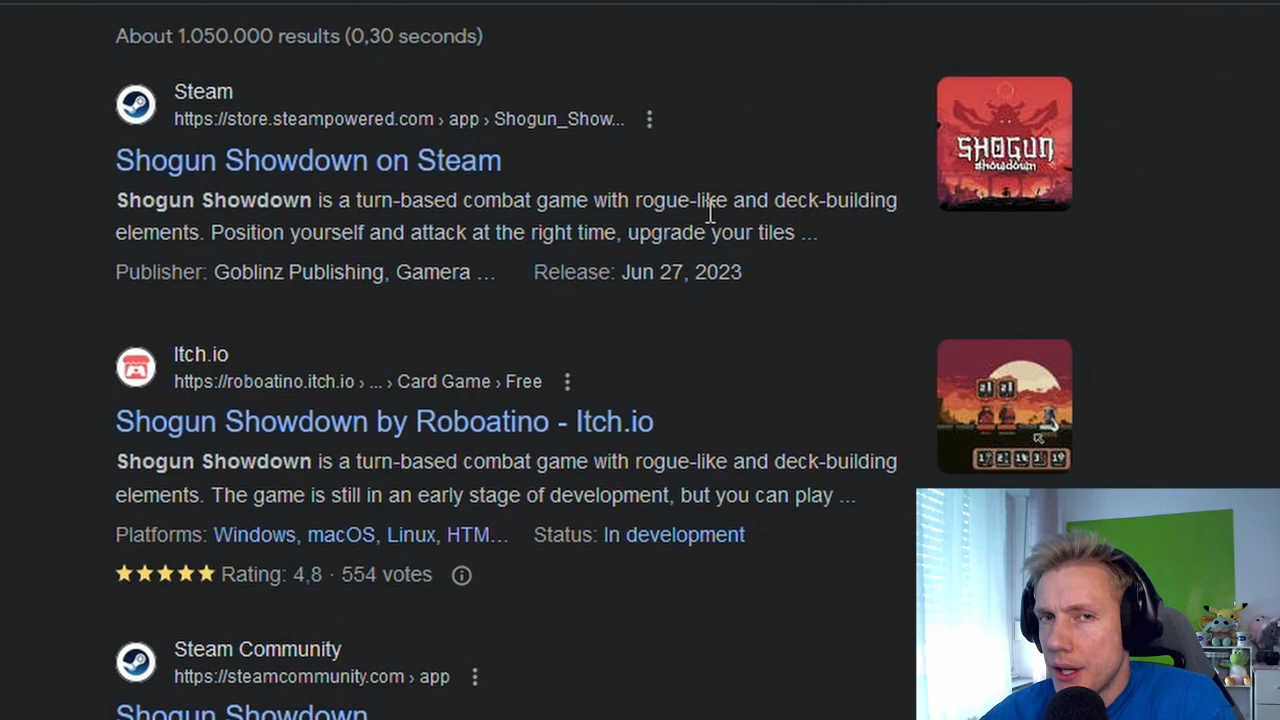 About 1.050.000 results (0,30 seconds)
Steam
https://store.steampowered.com › app › Shogun_Show...
Shogun Showdown on Steam
Shogun Showdown is a turn-based combat game with rogue-like and deck-building
elements. Position yourself and attack at the right time, upgrade your tiles ...
Publisher: Goblinz Publishing, Gamera ... Release: Jun 27, 2023
SHOGUN
showdown
Itch.io
https://roboatino.itch.io › ... › Card Game › Free
Shogun Showdown by Roboatino - Itch.io
Shogun Showdown is a turn-based combat game with rogue-like and deck-building
elements. The game is still in an early stage of development, but you can play ...
Platforms: Windows, macOS, Linux, HTM... Status: In development
Rating: 4,8 · 554 votes
Steam Community
https://steamcommunity.com › app
Shogun Showdown